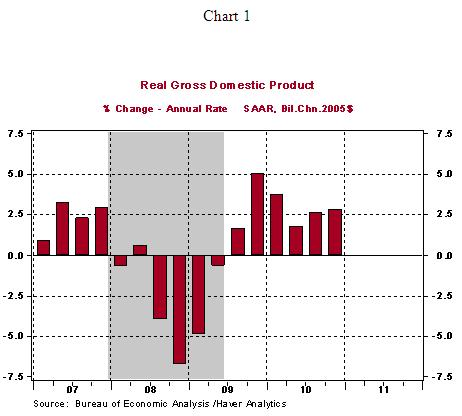 Chart 1
Real Gross Domestic Product
% Change - Annual Rate SAAR, Bil.Chn.2005$
7.5 7.5
5.0 5.0
2.5 2.5
0.0 0.0
-2.5 -2.5
-5.0 -5.0
-7.5 -7.5
07 08 09 10 11
Source: Bureau of Economic Analysis /Haver Analytics